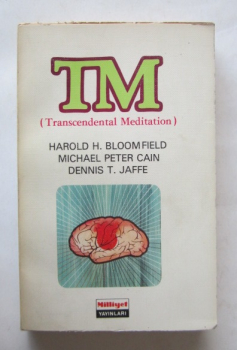 TM
(Transcendental Meditation)
HAROLD H. BLOOMFIELD
MICHAEL PETER CAIN
DENNIS T. JAFFE
Milliyet
YAYINLARI